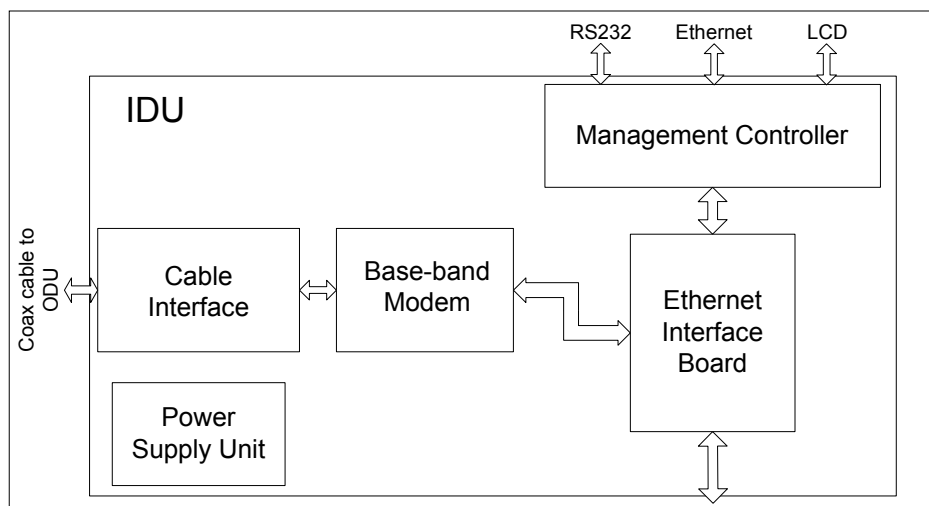 RS232 Ethernet LCD
IDU
Management Controller
Coax cable to
ODU
Cable
Interface
Base-band
Modem
Ethernet
Interface
Board
Power
Supply Unit